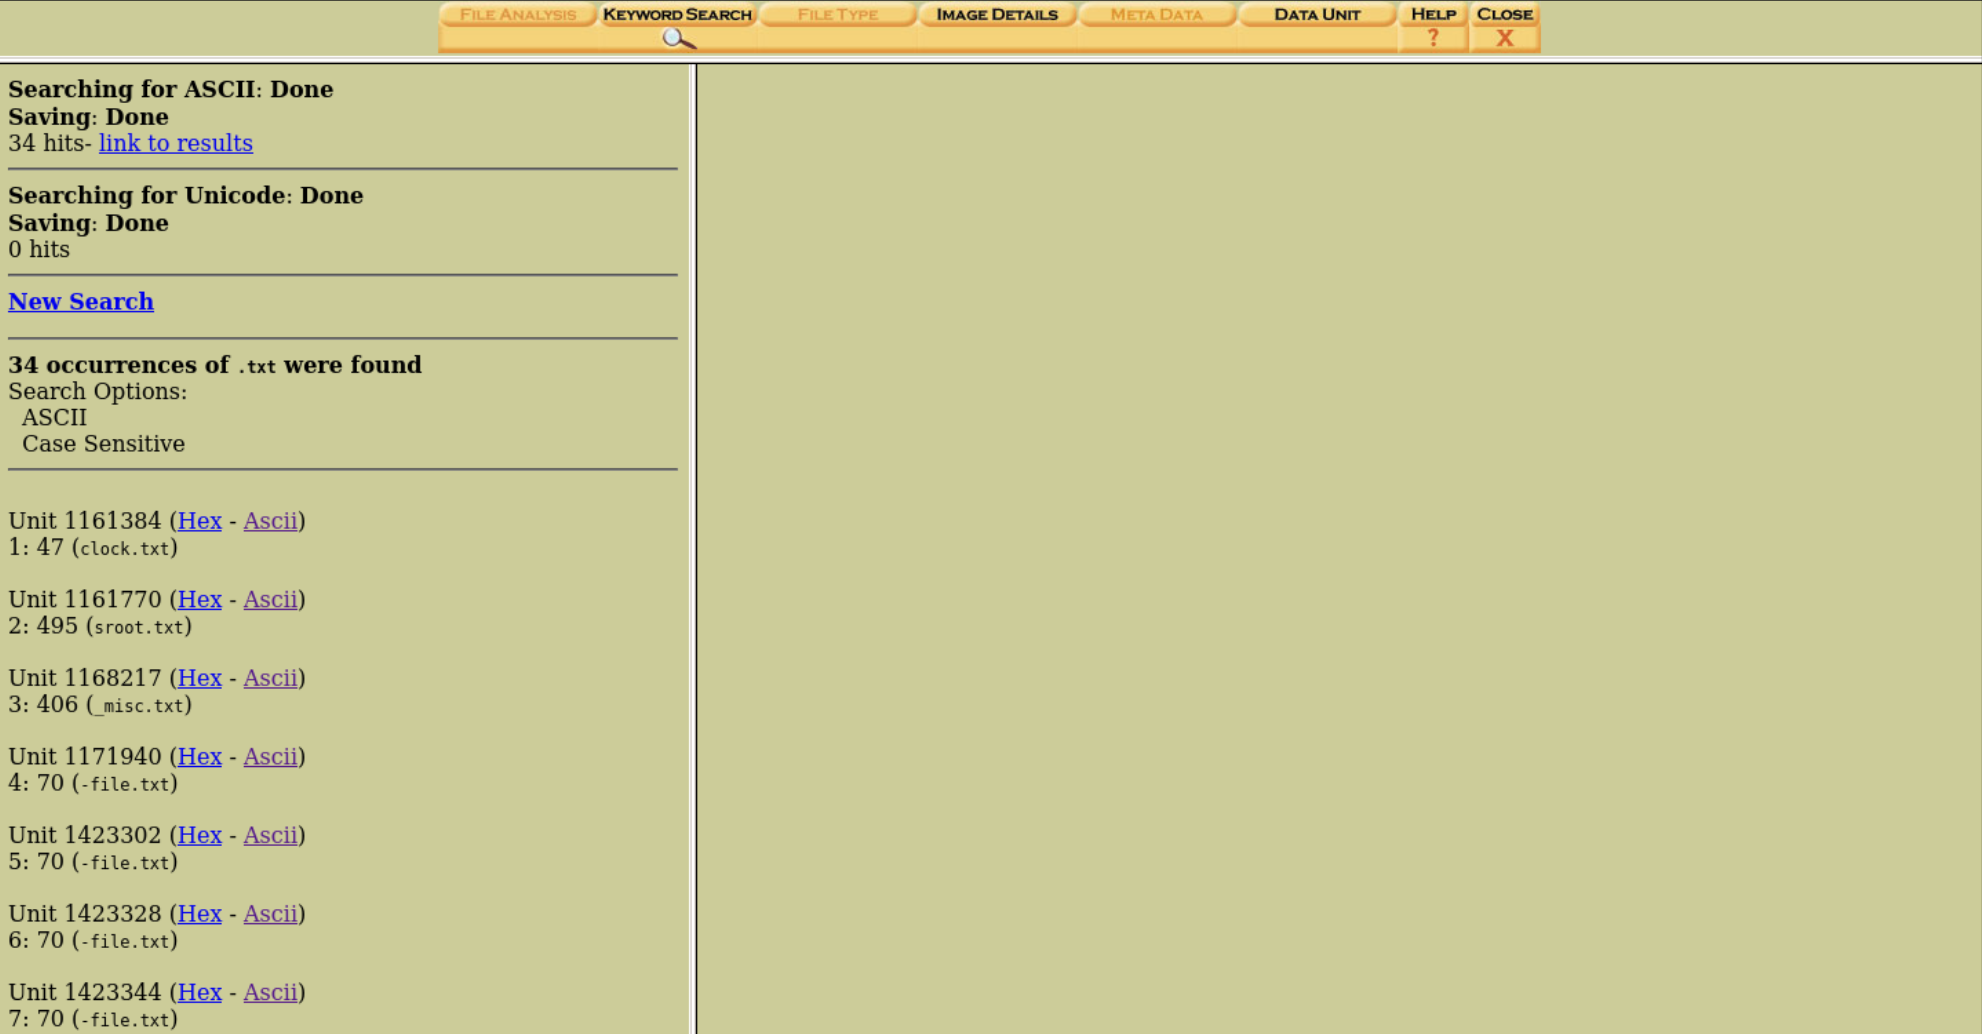 FILE ANALYSIS KEYWORD SEARCH FILE TYPE IMAGE DETAILS META DATA DATA UNIT HELP CLOSE
? X
Searching for ASCII: Done
Saving: Done
34 hits- link to results
Searching for Unicode: Done
Saving: Done
0 hits
New Search
34 occurrences of .txt were found
Search Options:
ASCII
Case Sensitive
Unit 1161384 (Hex - Ascii)
1: 47 (clock.txt)
Unit 1161770 (Hex - Ascii)
2: 495 (sroot.txt)
Unit 1168217 (Hex - Ascii)
3: 406 (_misc.txt)
Unit 1171940 (Hex - Ascii)
4: 70 (-file.txt)
Unit 1423302 (Hex - Ascii)
5: 70 (-file.txt)
Unit 1423328 (Hex - Ascii)
6: 70 (-file.txt)
Unit 1423344 (Hex - Ascii)
7: 70 (-file.txt)